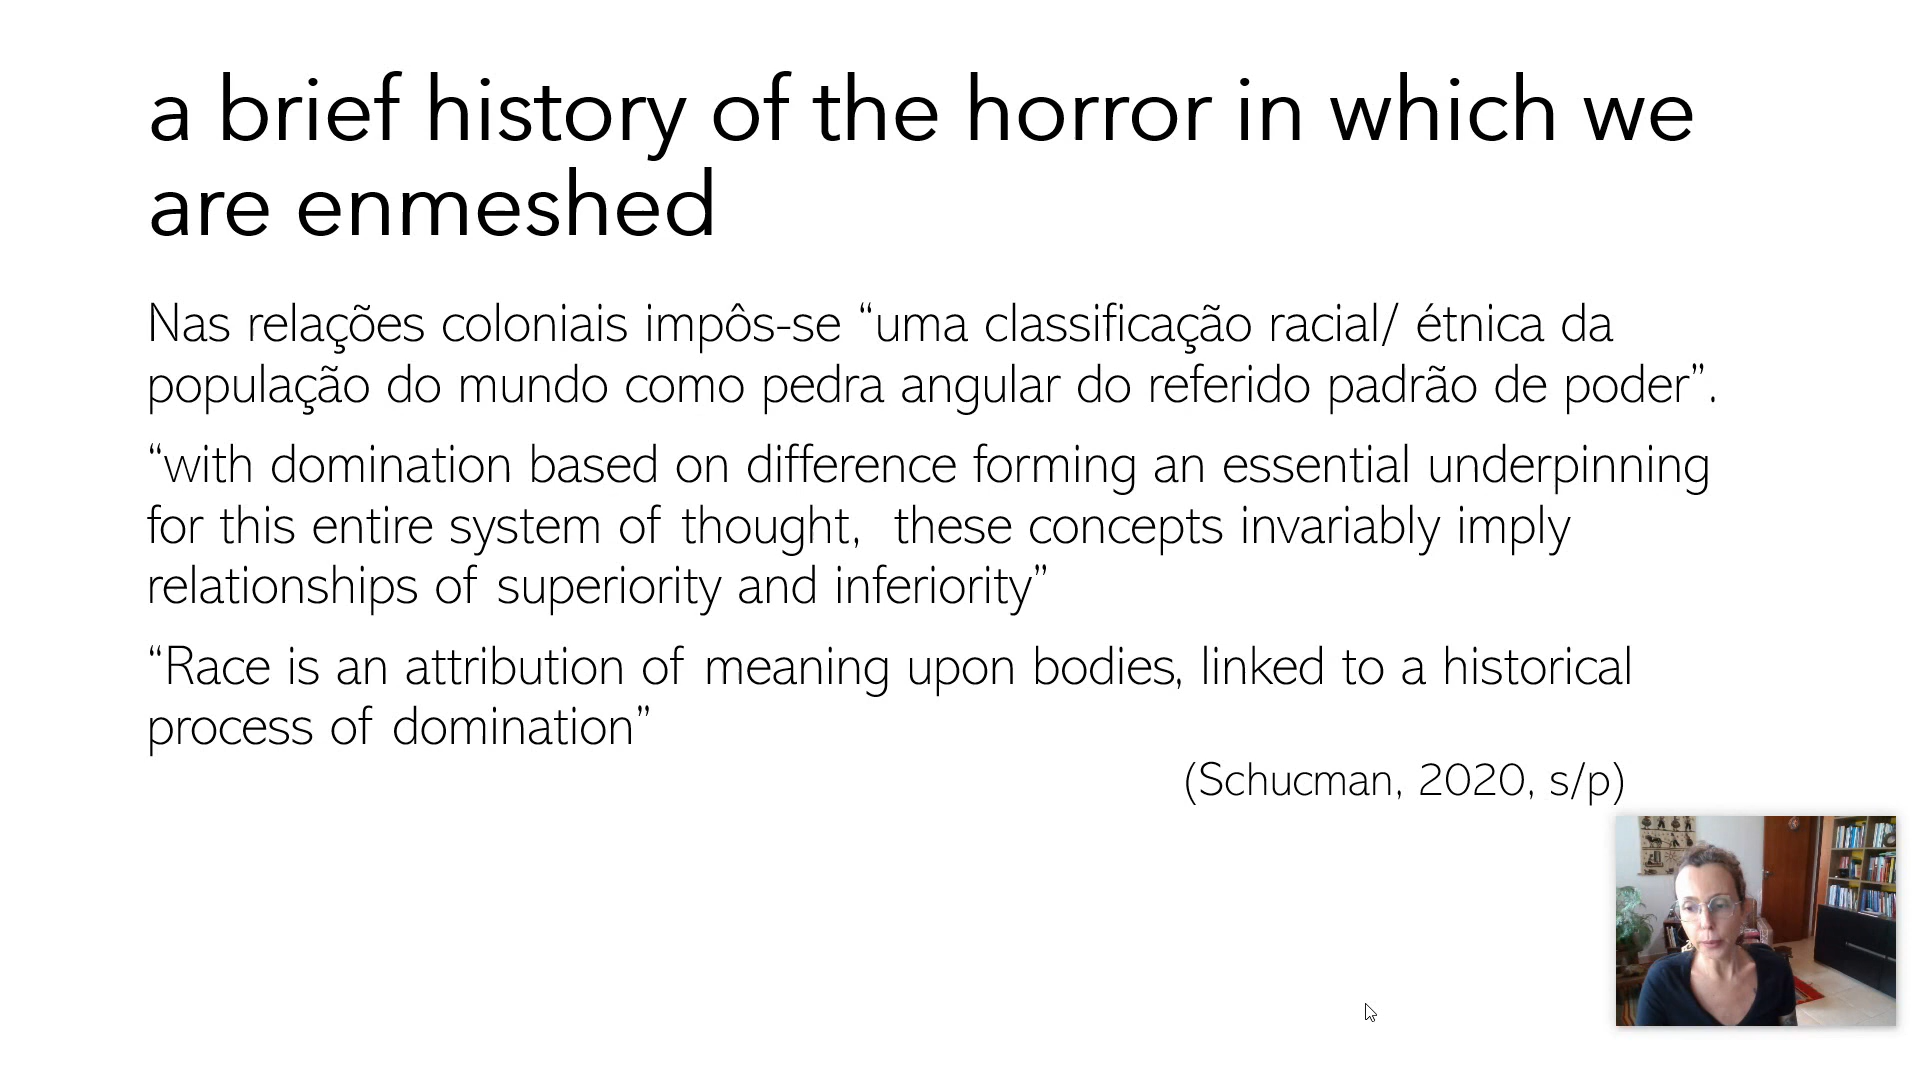 a brief history of the horror in which we
are enmeshed
Nas relações coloniais impôs-se “uma classificação racial/ étnica da
população do mundo como pedra angular do referido padrão de poder”.
“with domination based on difference forming an essential underpinning
for this entire system of thought, these concepts invariably imply
relationships of superiority and inferiority”
“Race is an attribution of meaning upon bodies, linked to a historical
process of domination”
(Schucman, 2020, s/p)